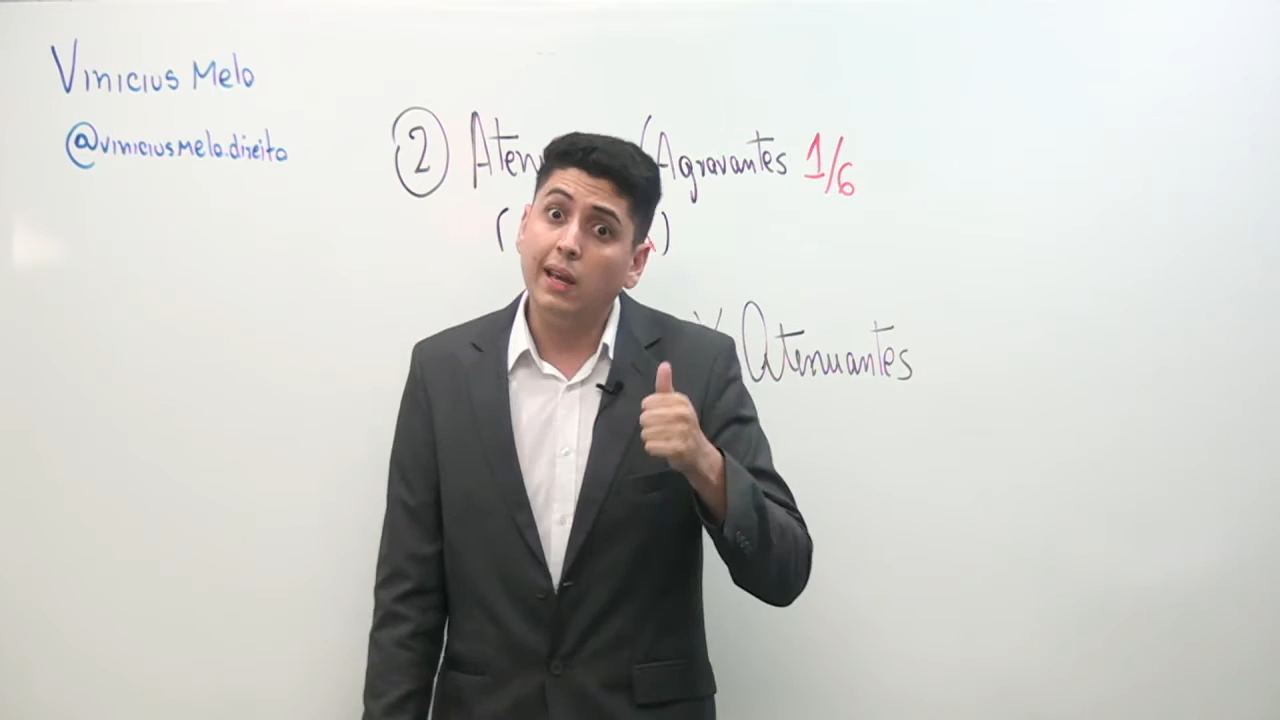 Vinicius Melo
@viniciusmelo.direito
② /Agravantes 1/6
( )
Atenuantes